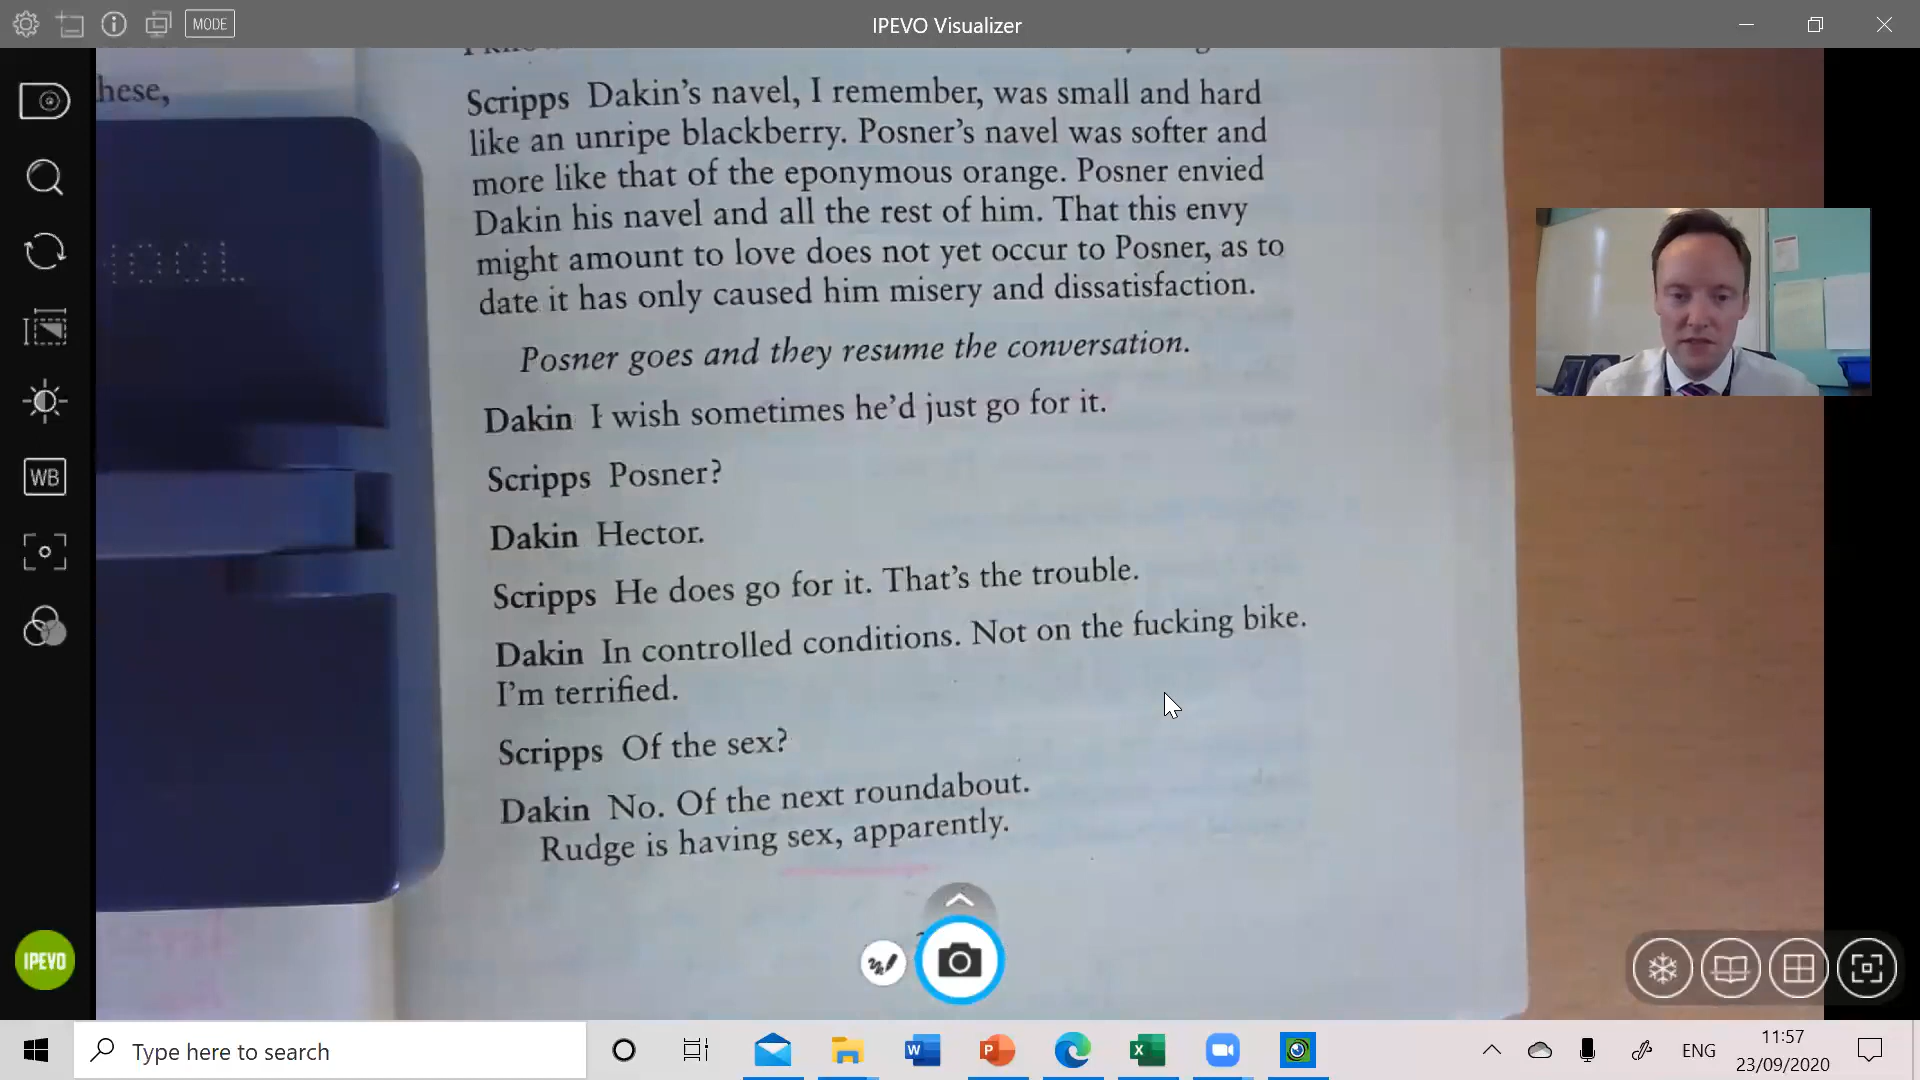 MODE
IPEVO Visualizer
hese,
Scripps Dakin's navel, I remember, was small and hard
like an unripe blackberry. Posner's navel was softer and
more like that of the eponymous orange. Posner envied
Dakin his navel and all the rest of him. That this envy
might amount to love does not yet occur to Posner, as to
date it has only caused him misery and dissatisfaction.
Posner goes and they resume the conversation.
Dakin I wish sometimes he'd just go for it.
Scripps Posner?
Dakin Hector.
Scripps He does go for it. That's the trouble.
Dakin In controlled conditions. Not on the fucking bike.
I'm terrified.
Scripps Of the sex?
Dakin No. Of the next roundabout.
Rudge is having sex, apparently.
WB
IPEVO
Type here to search
W
P
X
ENG
11:57
23/09/2020